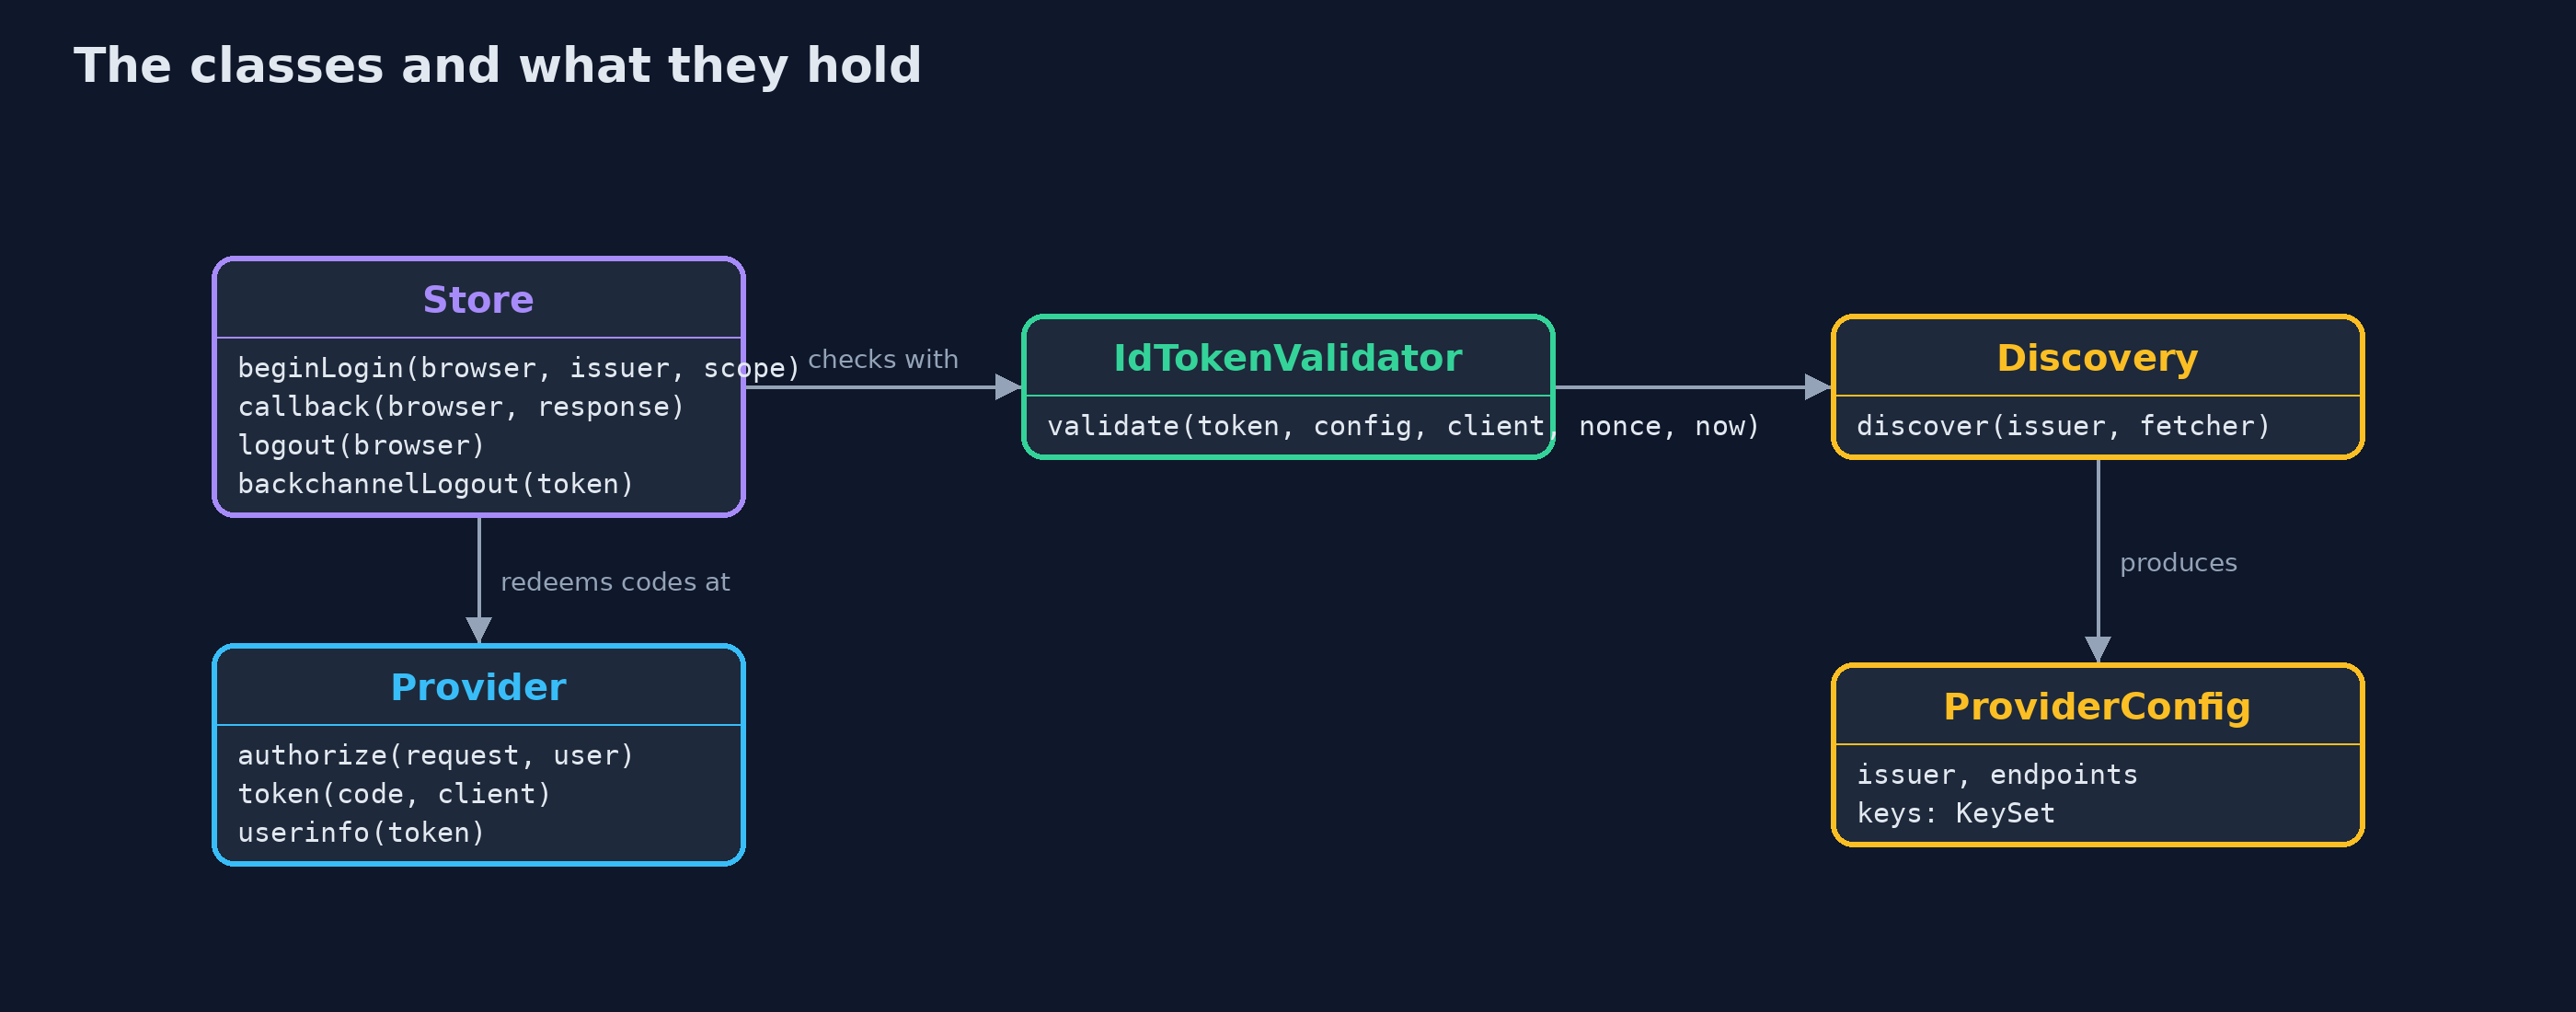 The classes and what they hold
Store
beginLogin(browser, issuer, scope)
callback(browser, response)
logout(browser)
backchannelLogout(token)
checks with
IdTokenValidator
validate(token, config, client, nonce, now)
Discovery
discover(issuer, fetcher)
redeems codes at
produces
Provider
authorize(request, user)
token(code, client)
userinfo(token)
ProviderConfig
issuer, endpoints
keys: KeySet